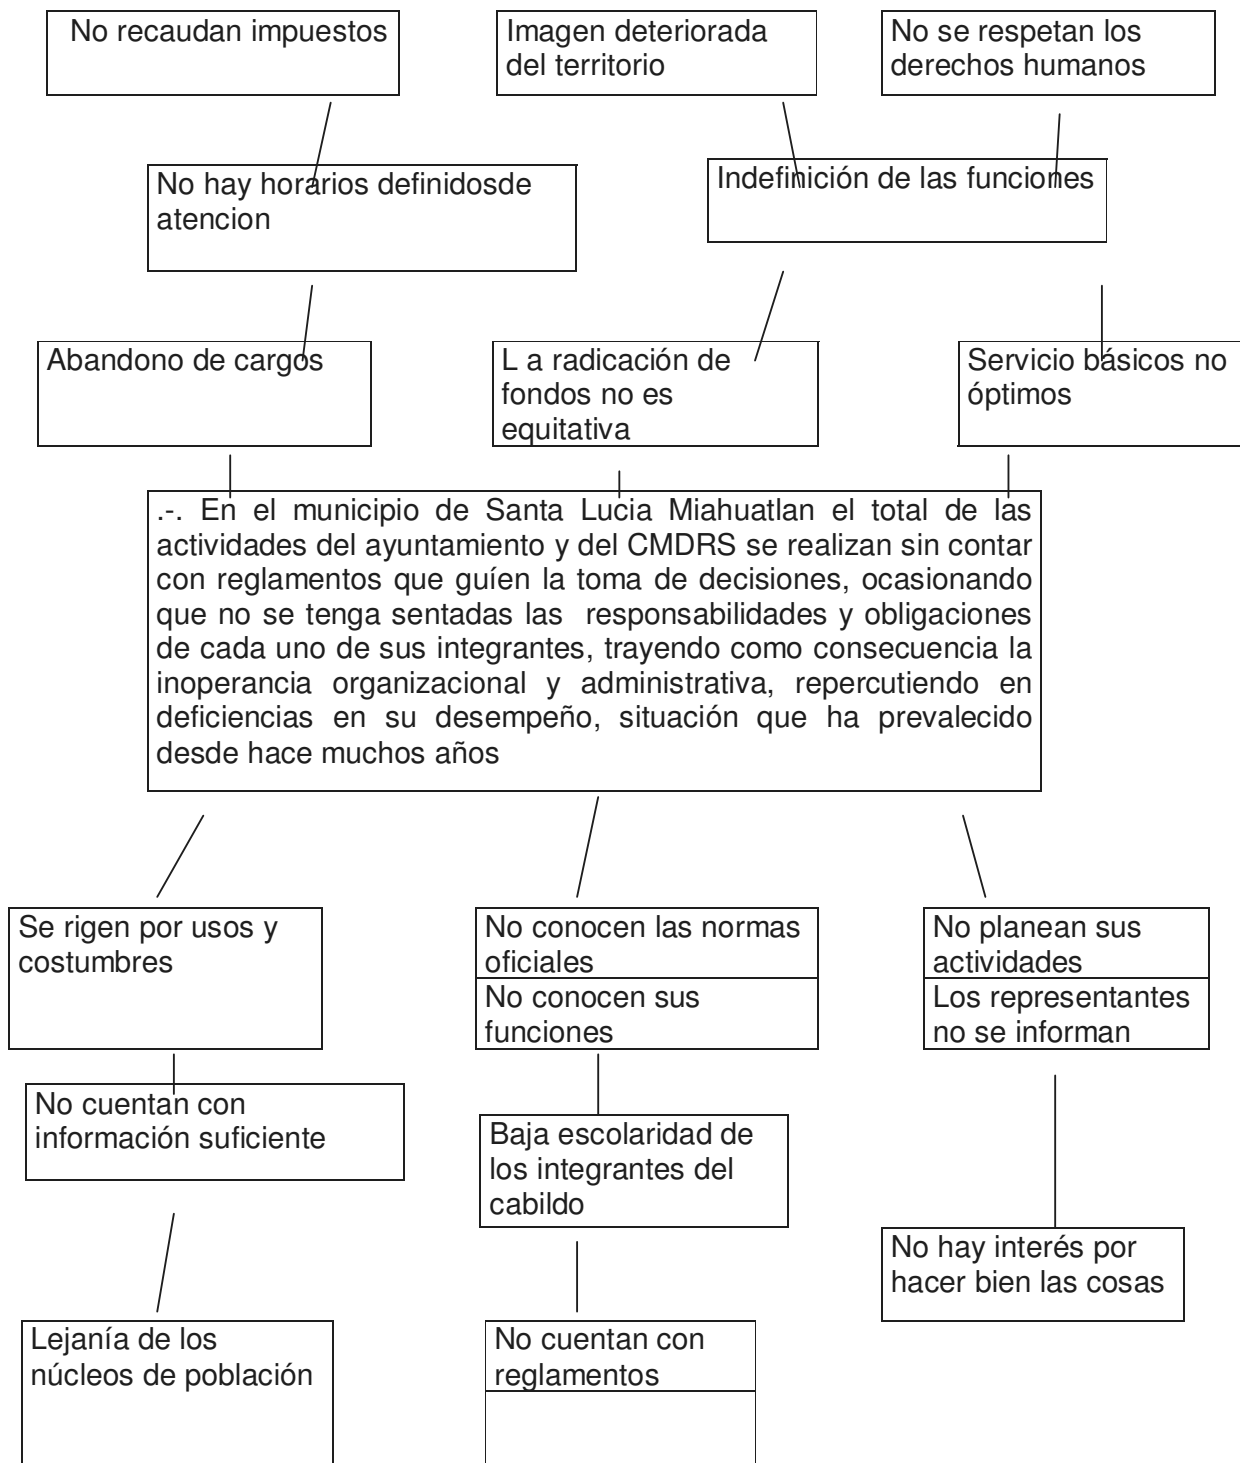 No recaudan impuestos
Imagen deteriorada
del territorio
No se respetan los
derechos humanos
No hay horarios definidosde
atencion
Indefinición de las funciones
Abandono de cargos
L a radicación de
fondos no es
equitativa
Servicio básicos no
óptimos
.-. En el municipio de Santa Lucia Miahuatlan el total de las
actividades del ayuntamiento y del CMDRS se realizan sin contar
con reglamentos que guíen la toma de decisiones, ocasionando
que no se tenga sentadas las responsabilidades y obligaciones
de cada uno de sus integrantes, trayendo como consecuencia la
inoperancia organizacional y administrativa, repercutiendo en
deficiencias en su desempeño, situación que ha prevalecido
desde hace muchos años
Se rigen por usos y
costumbres
No conocen las normas
oficiales
No conocen sus
funciones
No planean sus
actividades
Los representantes
no se informan
No cuentan con
información suficiente
Baja escolaridad de
los integrantes del
cabildo
No hay interés por
hacer bien las cosas
Lejanía de los
núcleos de población
No cuentan con
reglamentos